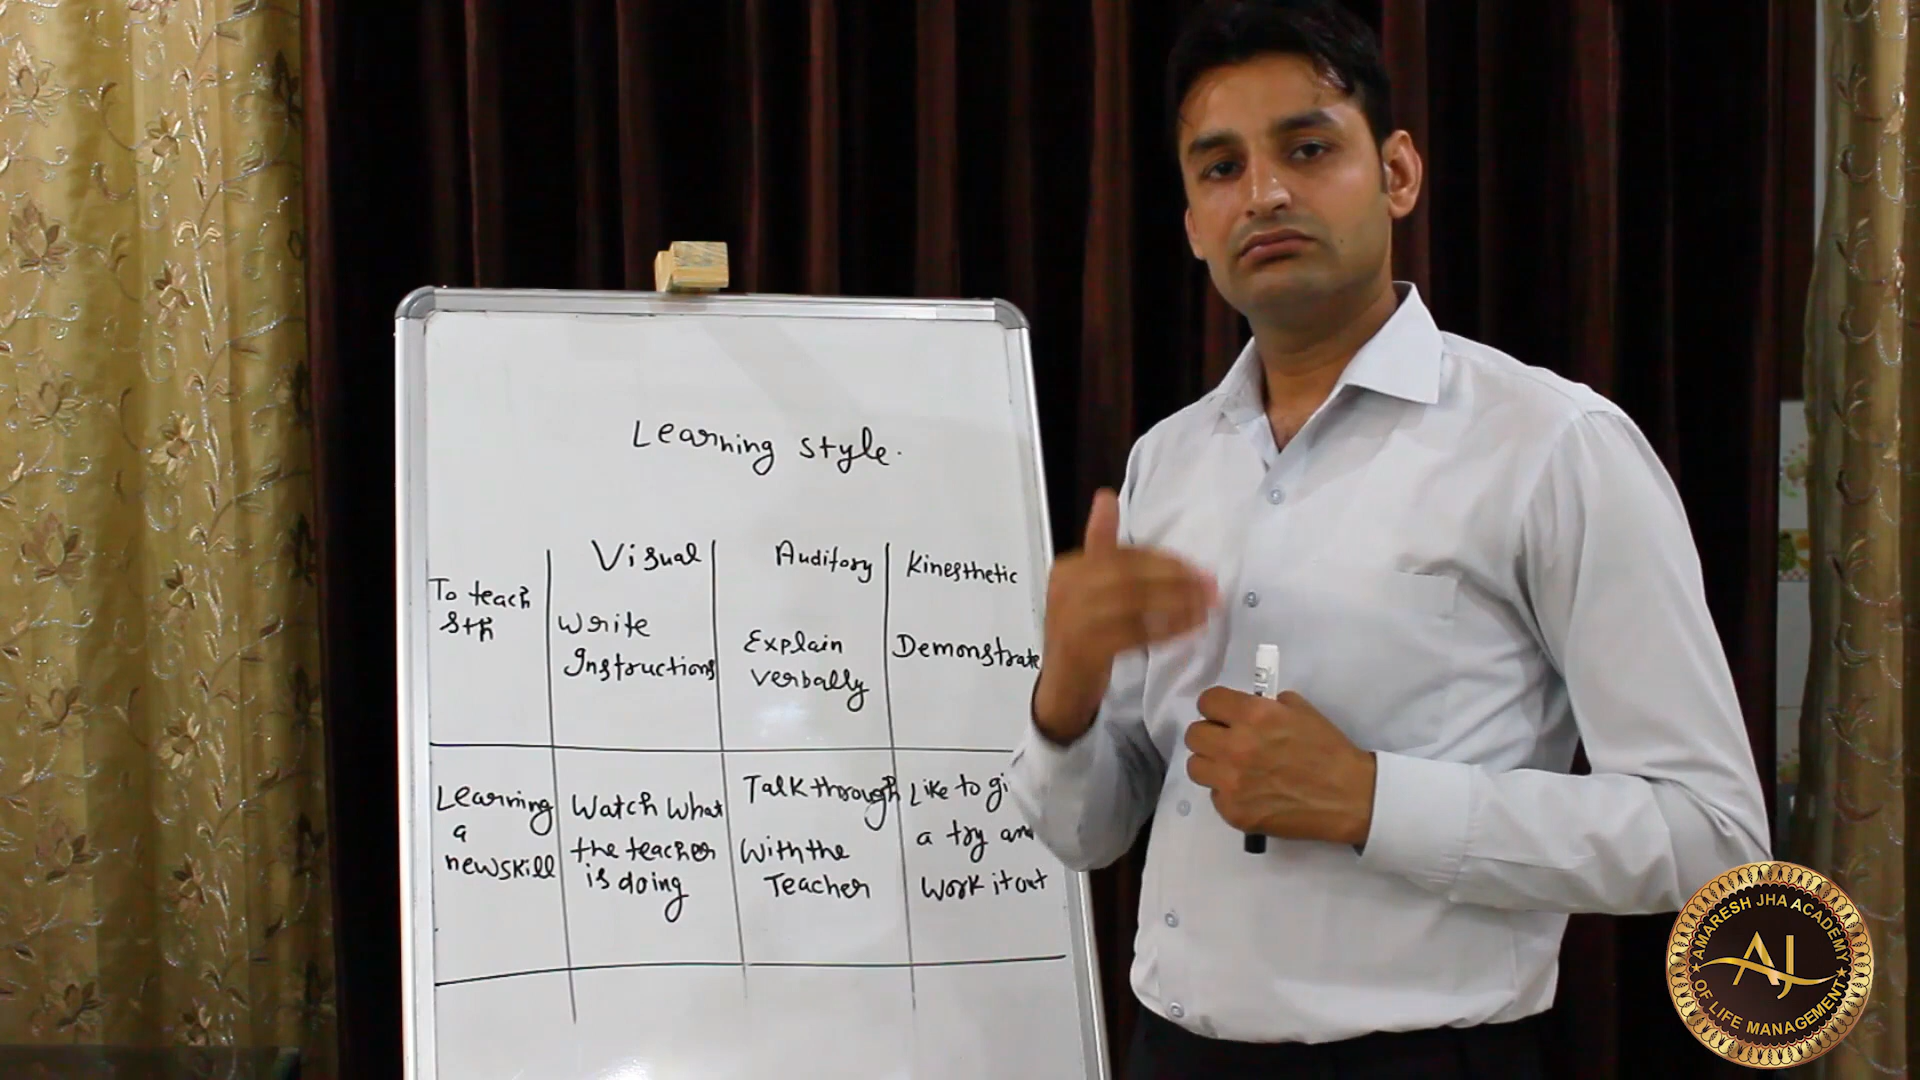 Learning style.
Visual
Auditory
Kinesthetic
To teach
sth
Write
Instructions
Explain
verbally
Demonstrate
Learning
a
new skill
Watch what
the teacher
is doing
Talk through
With the
Teacher
Like to gi
a try and
work it out
AMARESH JHA ACADEMY
AJ
OF LIFE MANAGEMENT